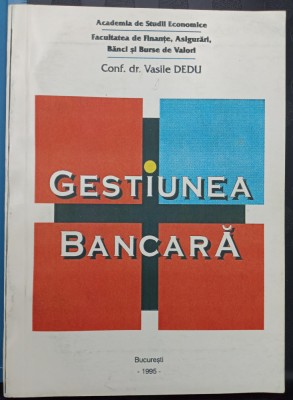 Academia de Studii Economice
Facultatea de Finanțe, Asigurări,
Bănci și Burse de Valori
Conf. dr. Vasile DEDU
GESTIUNEA
BANCARĂ
București
- 1995 -